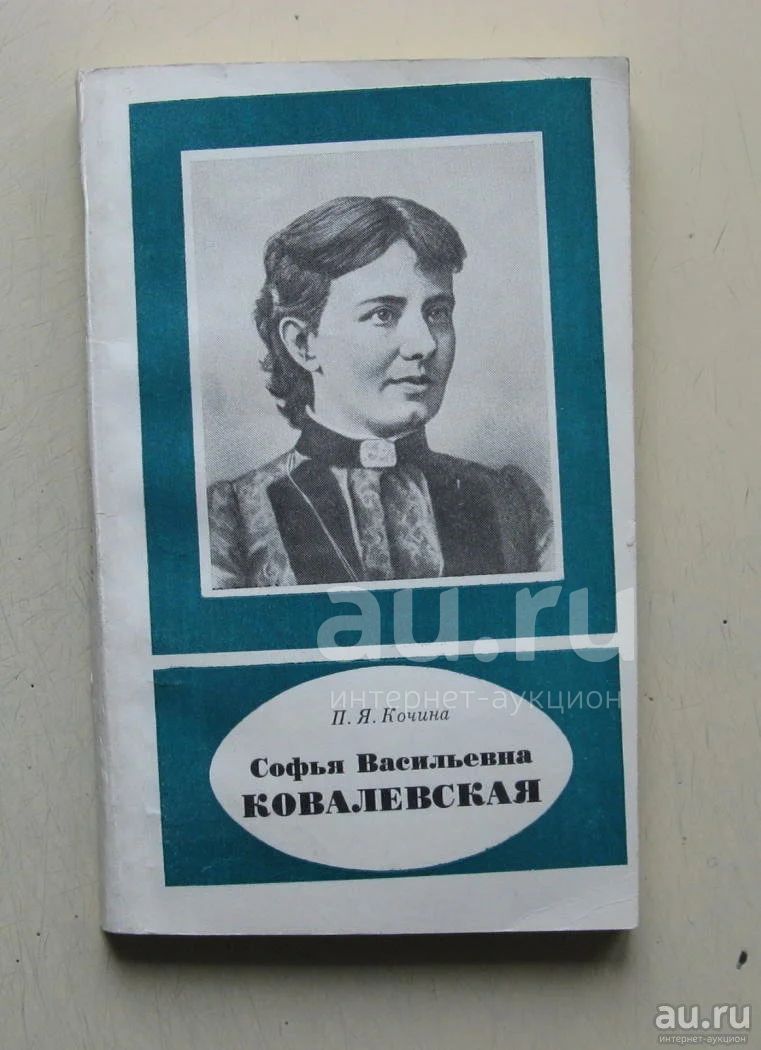 au.ru
интернет-аукцион
П. Я. Кочина
Софья Васильевна
КОВАЛЕВСКАЯ
au.ru
интернет-аукцион